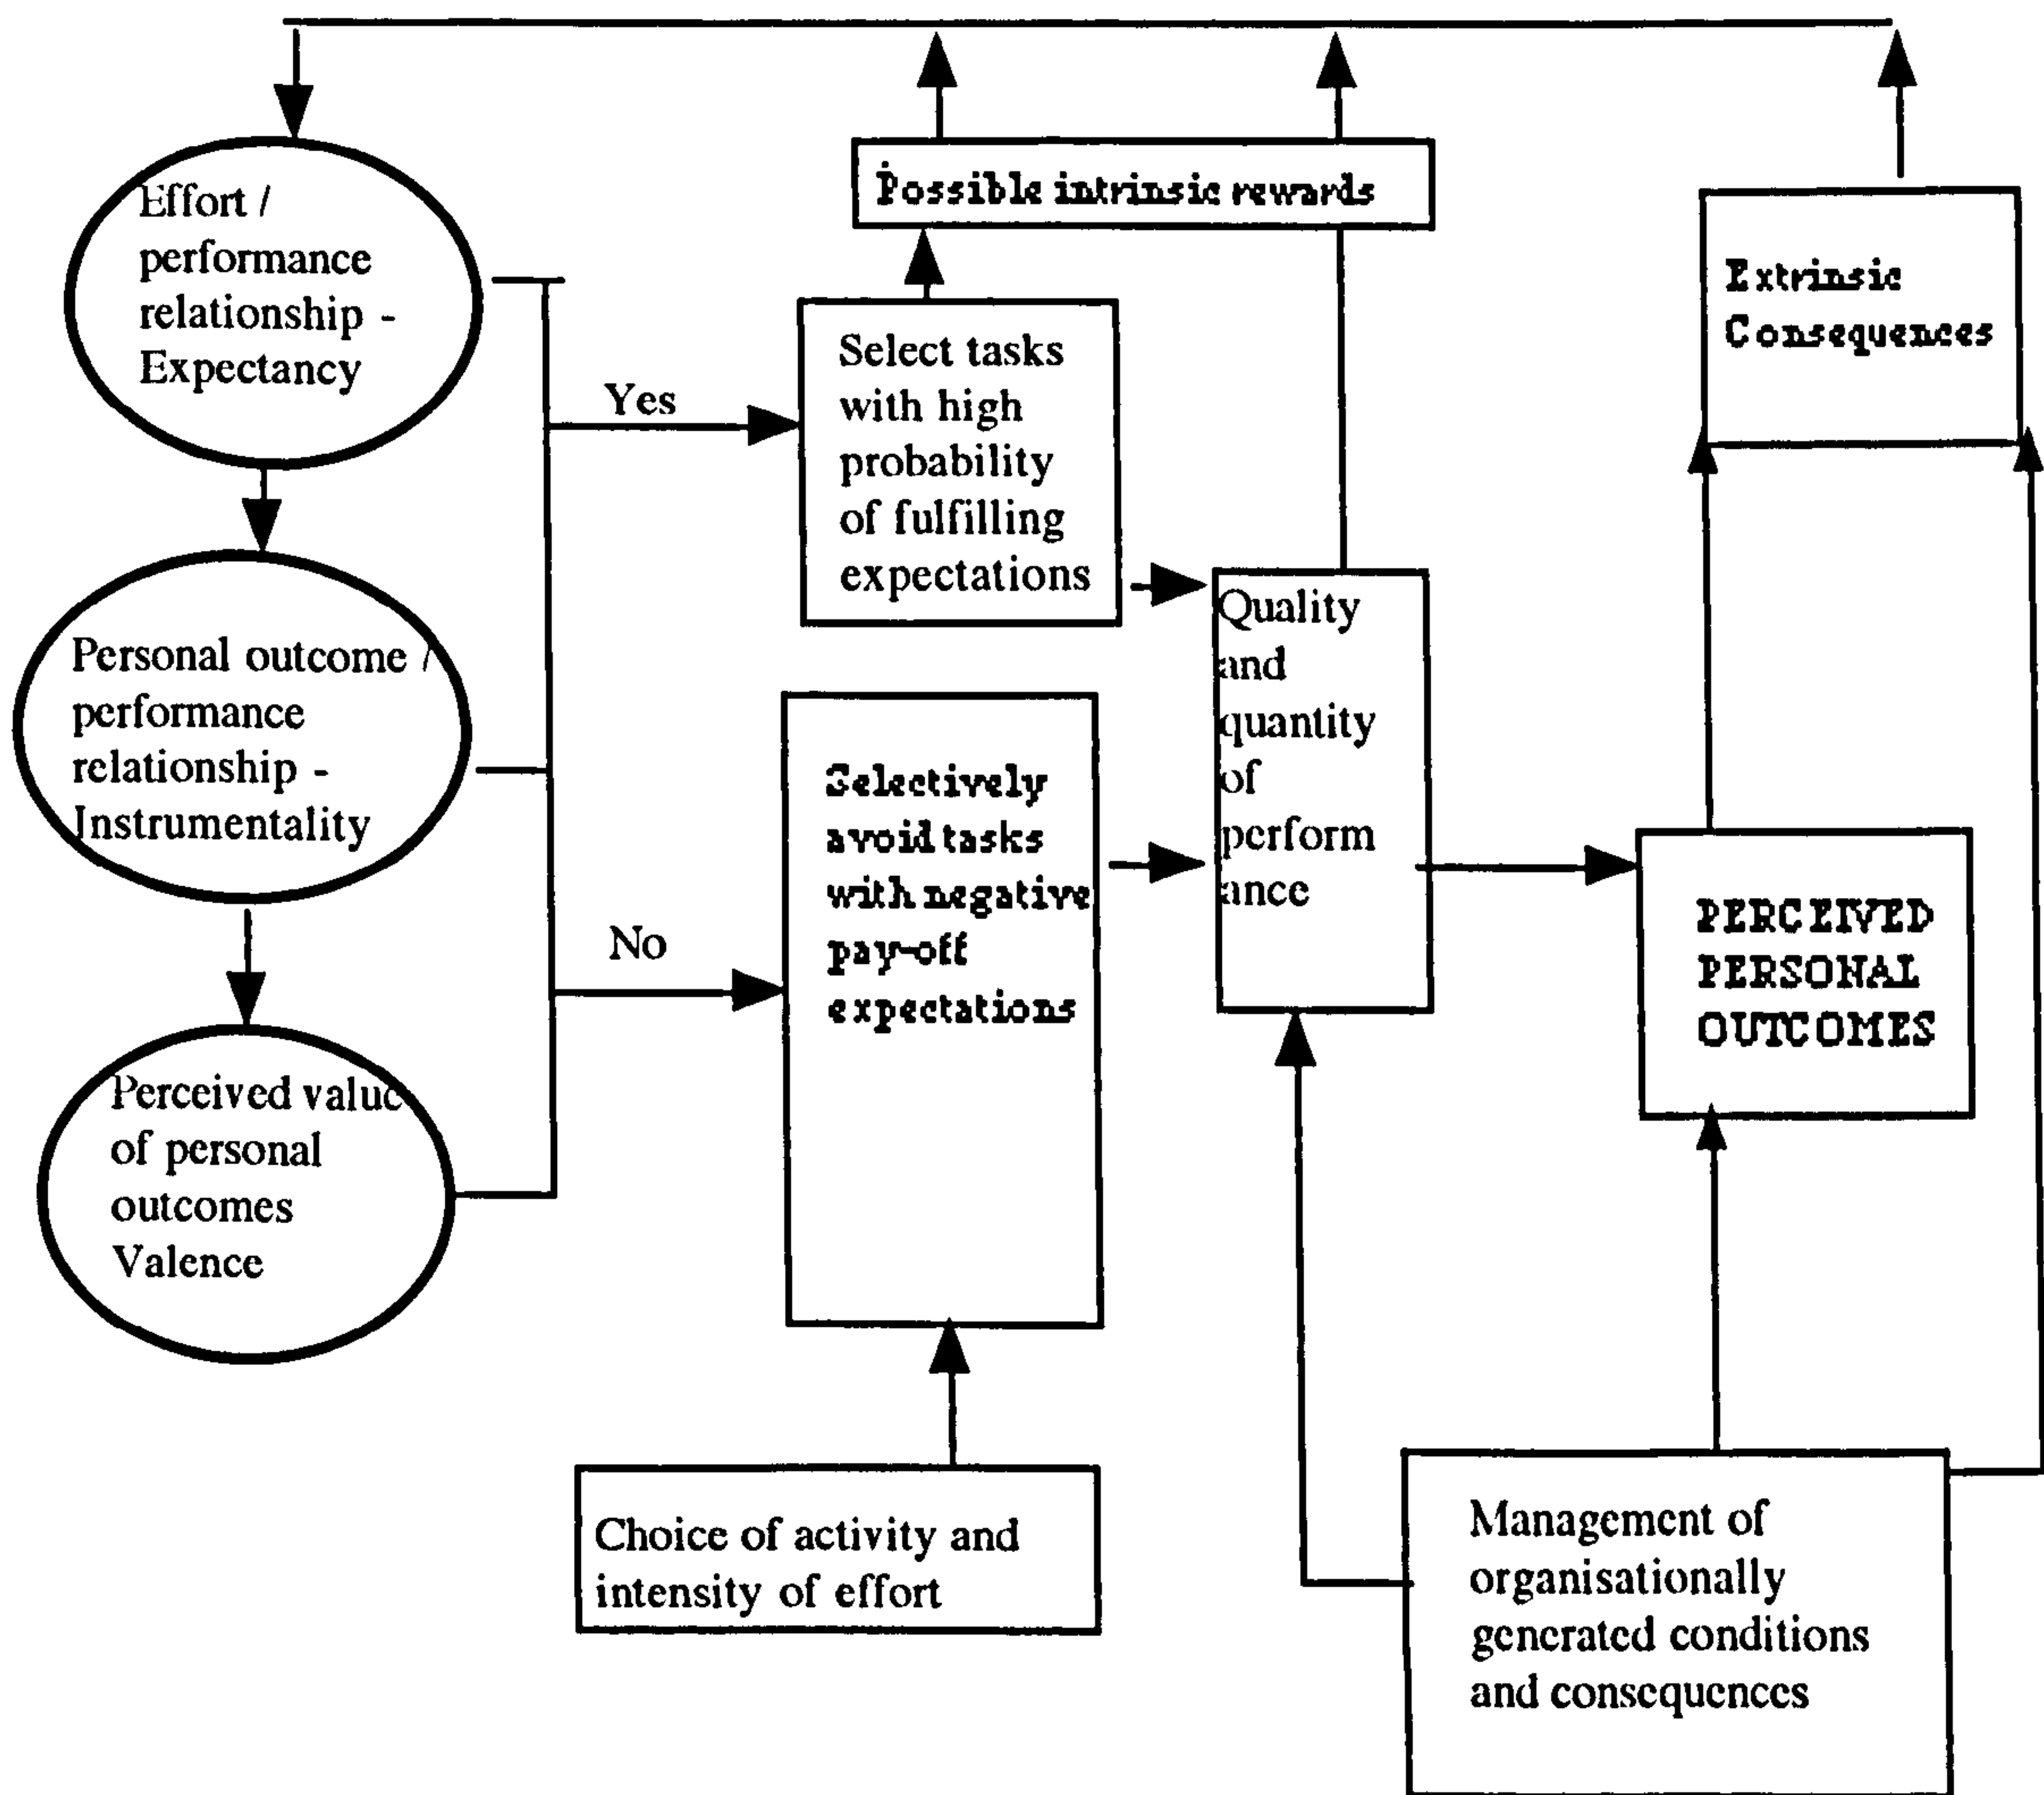 Effort /
performance
relationship -
Expectancy
Personal outcome /
performance
relationship -
Instrumentality
Perceived value
of personal
outcomes
Valence
Yes
No
Possible intrinsic rewards
Select tasks
with high
probability
of fulfilling
expectations
Selectively
avoid tasks
with negative
pay-off
expectations
Choice of activity and
intensity of effort
Quality
and
quantity
of
perform
ance
Extrinsic
Consequences
PERCEIVED
PERSONAL
OUTCOMES
Management of
organisationally
generated conditions
and consequences